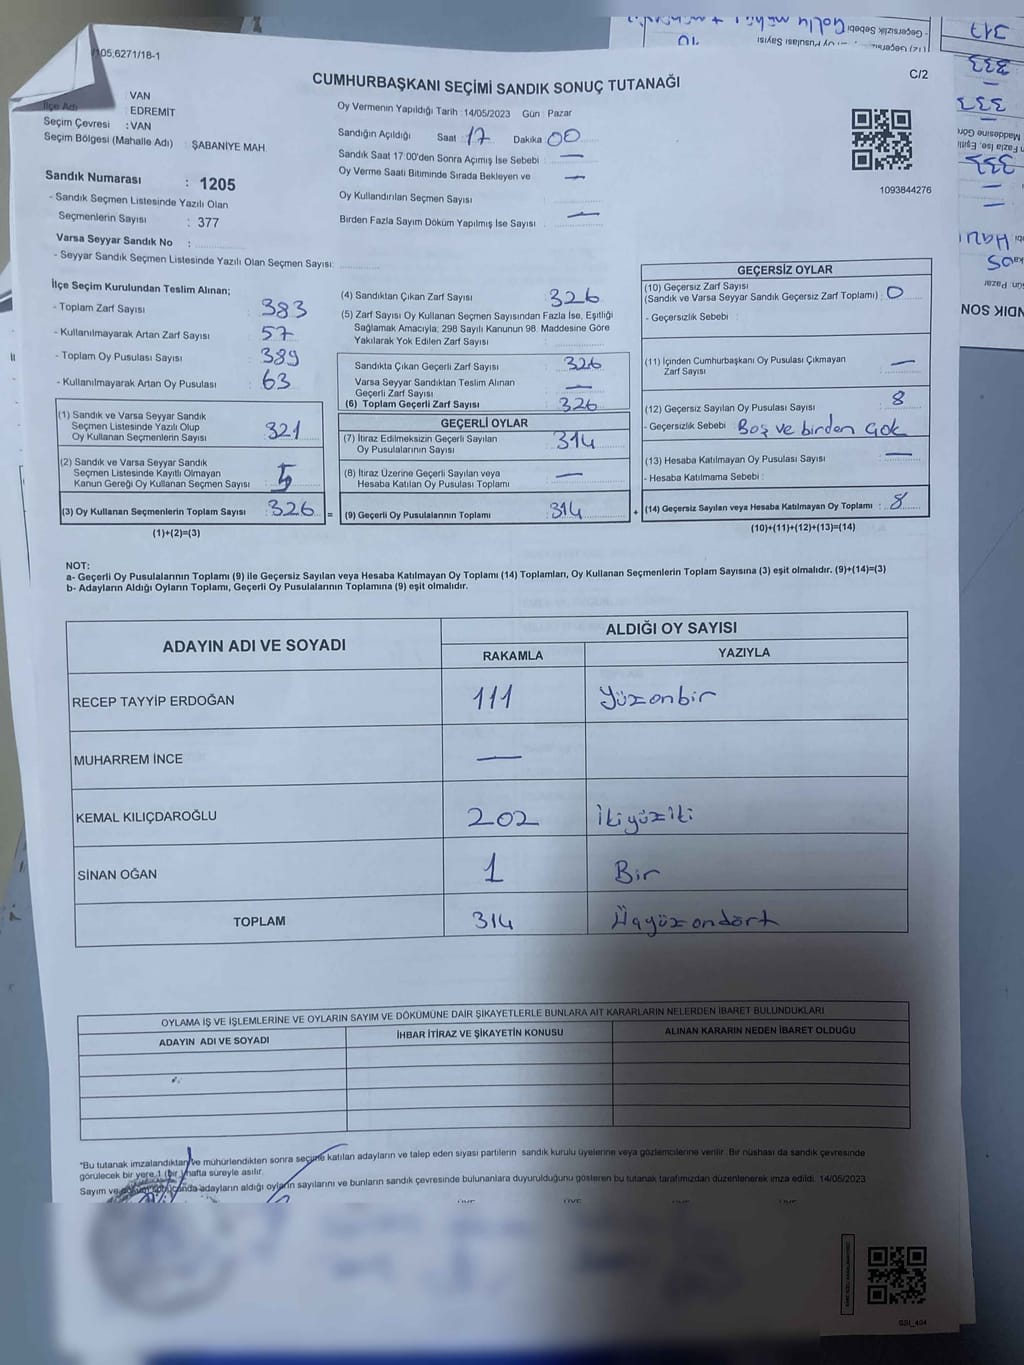 105,6271/18-1
C/2
CUMHURBAŞKANI SEÇİMİ SANDIK SONUÇ TUTANAĞI
VAN
İlçe Adı EDREMİT
Seçim Çevresi : VAN
Seçim Bölgesi (Mahalle Adı) : ŞABANİYE MAH.
Sandık Numarası : 1205
- Sandık Seçmen Listesinde Yazılı Olan
Seçmenlerin Sayısı : 377
Varsa Seyyar Sandık No :
- Seyyar Sandık Seçmen Listesinde Yazılı Olan Seçmen Sayısı:
Oy Vermenin Yapıldığı Tarih : 14/05/2023 Gün : Pazar
Sandığın Açıldığı Saat 17 Dakika 00
Sandık Saat 17:00'den Sonra Açımış İse Sebebi : —
Oy Verme Saati Bitiminde Sırada Bekleyen ve —
Oy Kullandırılan Seçmen Sayısı
Birden Fazla Sayım Döküm Yapılmış İse Sayısı : —
1093844276
İlçe Seçim Kurulundan Teslim Alınan;
- Toplam Zarf Sayısı : 383
- Kullanılmayarak Artan Zarf Sayısı : 57
- Toplam Oy Pusulası Sayısı : 389
- Kullanılmayarak Artan Oy Pusulası : 63
(1) Sandık ve Varsa Seyyar Sandık
Seçmen Listesinde Yazılı Olup
Oy Kullanan Seçmenlerin Sayısı : 321
(2) Sandık ve Varsa Seyyar Sandık
Seçmen Listesinde Kayıtlı Olmayan
Kanun Gereği Oy Kullanan Seçmen Sayısı : 5
(3) Oy Kullanan Seçmenlerin Toplam Sayısı : 326
(1)+(2)=(3)
=
(4) Sandıktan Çıkan Zarf Sayısı : 326
(5) Zarf Sayısı Oy Kullanan Seçmen Sayısından Fazla İse, Eşitliği
Sağlamak Amacıyla; 298 Sayılı Kanunun 98. Maddesine Göre
Yakılarak Yok Edilen Zarf Sayısı
Sandıkta Çıkan Geçerli Zarf Sayısı : 326
Varsa Seyyar Sandıktan Teslim Alınan
Geçerli Zarf Sayısı : —
(6) Toplam Geçerli Zarf Sayısı : 326
GEÇERLİ OYLAR
(7) İtiraz Edilmeksizin Geçerli Sayılan
Oy Pusulalarının Sayısı : 314
(8) İtiraz Üzerine Geçerli Sayılan veya
Hesaba Katılan Oy Pusulası Toplamı : —
(9) Geçerli Oy Pusulalarının Toplamı : 314
+
GEÇERSİZ OYLAR
(10) Geçersiz Zarf Sayısı
(Sandık ve Varsa Seyyar Sandık Geçersiz Zarf Toplamı) : 0
- Geçersizlik Sebebi :
(11) İçinden Cumhurbaşkanı Oy Pusulası Çıkmayan
Zarf Sayısı : —
(12) Geçersiz Sayılan Oy Pusulası Sayısı : 8
- Geçersizlik Sebebi : Boş ve birden çok
(13) Hesaba Katılmayan Oy Pusulası Sayısı : —
- Hesaba Katılmama Sebebi :
(14) Geçersiz Sayılan veya Hesaba Katılmayan Oy Toplamı : 8
(10)+(11)+(12)+(13)=(14)
NOT:
a- Geçerli Oy Pusulalarının Toplamı (9) ile Geçersiz Sayılan veya Hesaba Katılmayan Oy Toplamı (14) Toplamları, Oy Kullanan Seçmenlerin Toplam Sayısına (3) eşit olmalıdır. (9)+(14)=(3)
b- Adayların Aldığı Oyların Toplamı, Geçerli Oy Pusulalarının Toplamına (9) eşit olmalıdır.
ADAYIN ADI VE SOYADI
ALDIĞI OY SAYISI
RAKAMLA YAZIYLA
RECEP TAYYİP ERDOĞAN 111 Yüzonbir
MUHARREM İNCE —
KEMAL KILIÇDAROĞLU 202 İkiyüziki
SİNAN OĞAN 1 Bir
TOPLAM 314 Üçyüzondört
OYLAMA İŞ VE İŞLEMLERİNE VE OYLARIN SAYIM VE DÖKÜMÜNE DAİR ŞİKAYETLERLE BUNLARA AİT KARARLARIN NELERDEN İBARET BULUNDUKLARI
ADAYIN ADI VE SOYADI İHBAR İTİRAZ VE ŞİKAYETİN KONUSU ALINAN KARARIN NEDEN İBARET OLDUĞU
*Bu tutanak imzalandıktan ve mühürlendikten sonra seçime katılan adayların ve talep eden siyasi partilerin sandık kurulu üyelerine veya gözlemcilerine verilir. Bir nüshası da sandık çevresinde
görülecek bir yere 1 (bir) hafta süreyle asılır.
Sayım ve adayların aldığı oyların sayılarını ve bunların sandık çevresinde bulunanlara duyurulduğunu gösteren bu tutanak tarafımızdan düzenlenerek imza edildi. 14/05/2023
GSI_404